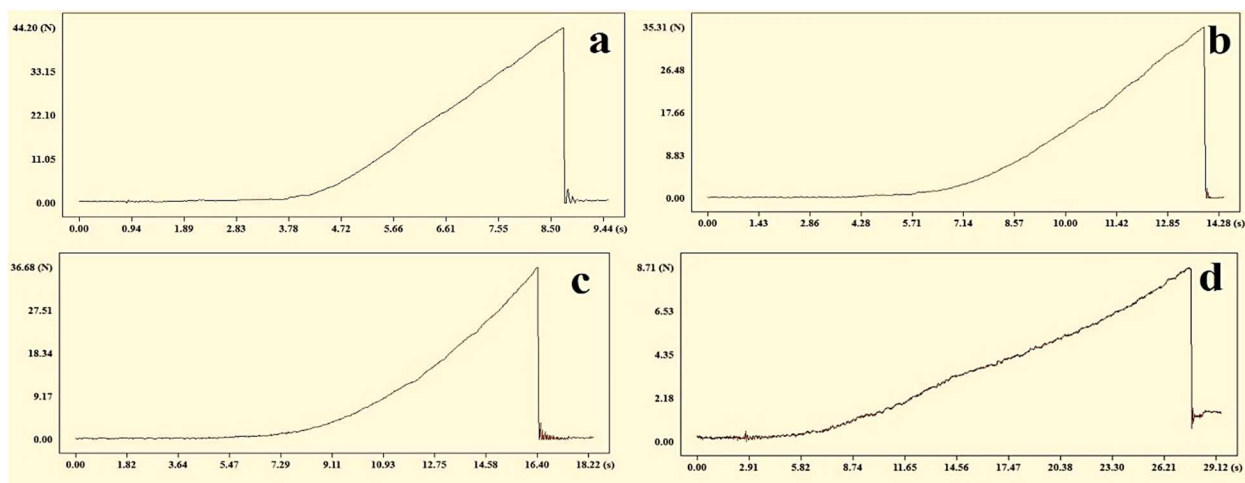 44.20 (N)
33.15
22.10
11.05
0.00
0.00 0.94 1.89 2.83 3.78 4.72 5.66 6.61 7.55 8.50 9.44 (s)
a
35.31 (N)
26.48
17.66
8.83
0.00
0.00 1.43 2.86 4.28 5.71 7.14 8.57 10.00 11.42 12.85 14.28 (s)
b
36.68 (N)
27.51
18.34
9.17
0.00
0.00 1.82 3.64 5.47 7.29 9.11 10.93 12.75 14.58 16.40 18.22 (s)
c
8.71 (N)
6.53
4.35
2.18
0.00
0.00 2.91 5.82 8.74 11.65 14.56 17.47 20.38 23.30 26.21 29.12 (s)
d